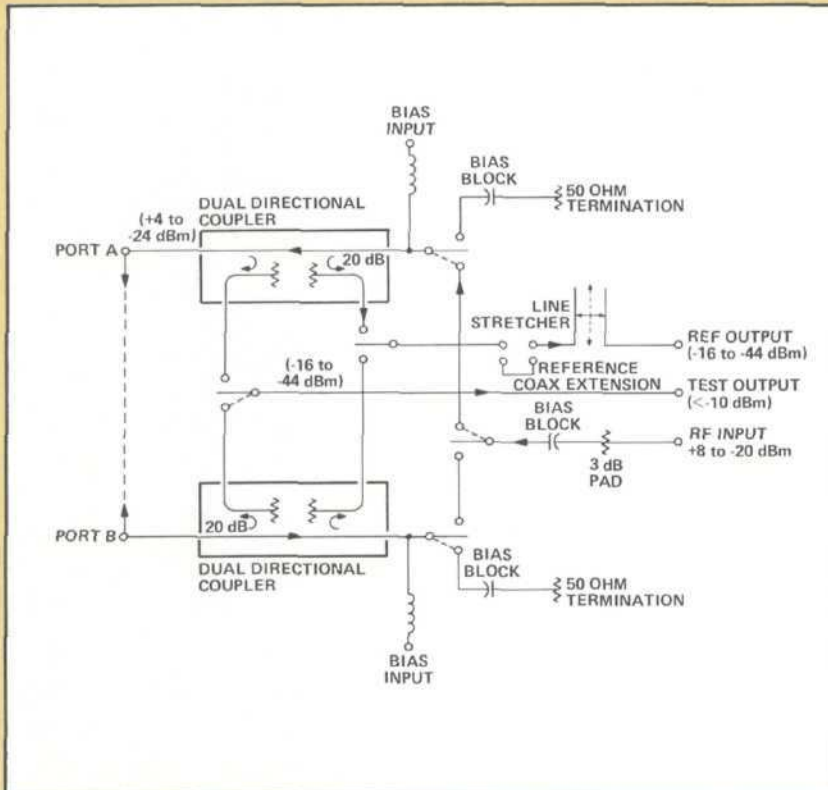 BIAS
INPUT
BIAS
BLOCK
50 OHM
TERMINATION
DUAL DIRECTIONAL
COUPLER
(+4 to
-24 dBm)
PORT A
20 dB
LINE
STRETCHER
REF OUTPUT
(-16 to -44 dBm)
(-16 to
-44 dBm)
REFERENCE
COAX EXTENSION
TEST OUTPUT
(<-10 dBm)
BIAS
BLOCK
RF INPUT
+8 to -20 dBm
3 dB
PAD
PORT B
20 dB
DUAL DIRECTIONAL
COUPLER
BIAS
BLOCK
50 OHM
TERMINATION
BIAS
INPUT